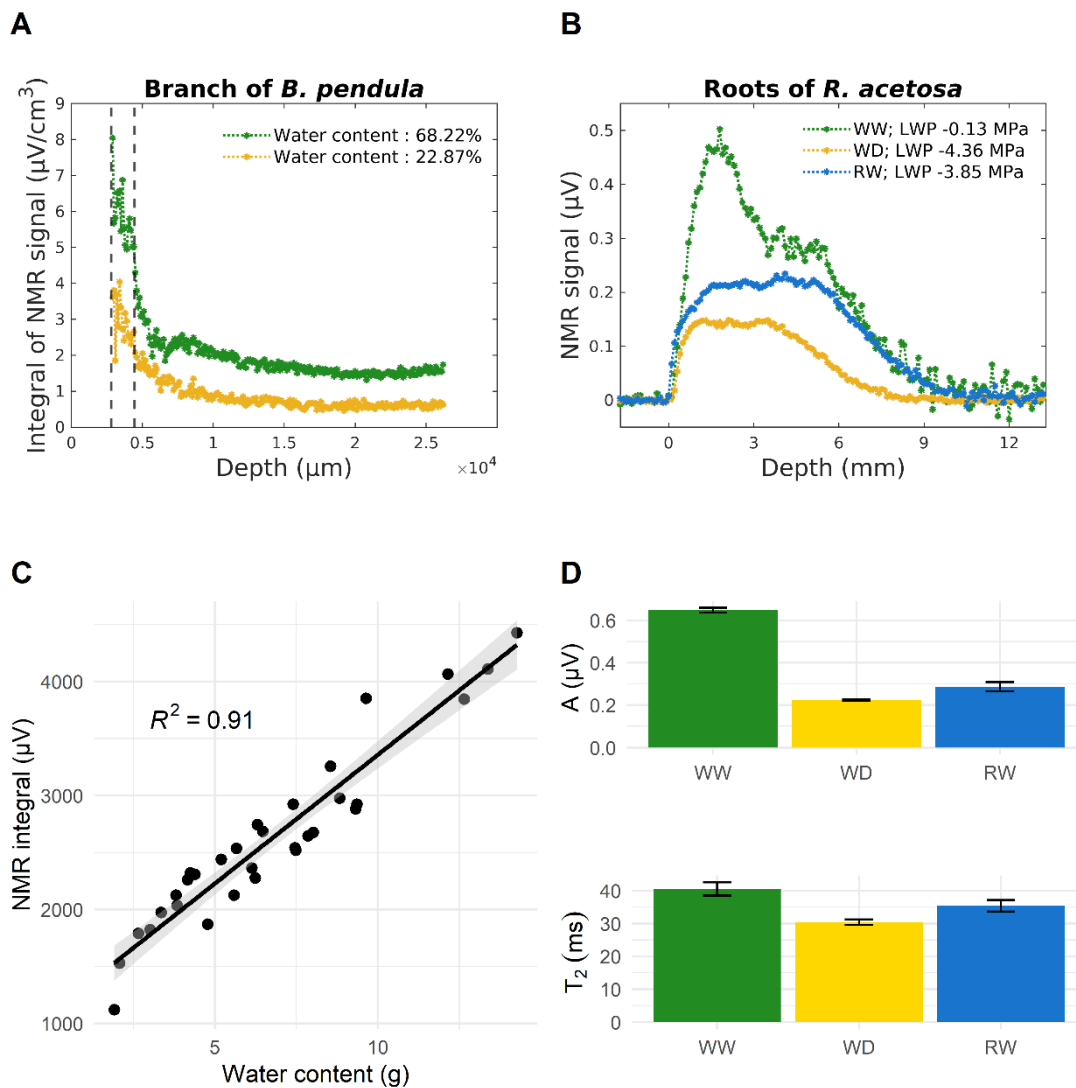 A
Branch of B. pendula
Integral of NMR signal (µV/cm³)
9
8
7
6
5
4
3
2
1
0
Water content : 68.22%
Water content : 22.87%
0 0.5 1 1.5 2 2.5
×10⁴
Depth (µm)
B
Roots of R. acetosa
NMR signal (µV)
0.5
0.4
0.3
0.2
0.1
0
WW; LWP -0.13 MPa
WD; LWP -4.36 MPa
RW; LWP -3.85 MPa
0 3 6 9 12
Depth (mm)
C
NMR integral (µV)
4000
3000
2000
1000
R² = 0.91
5 10
Water content (g)
D
A (µV)
0.6
0.4
0.2
0.0
WW WD RW
T₂ (ms)
40
30
20
10
0
WW WD RW